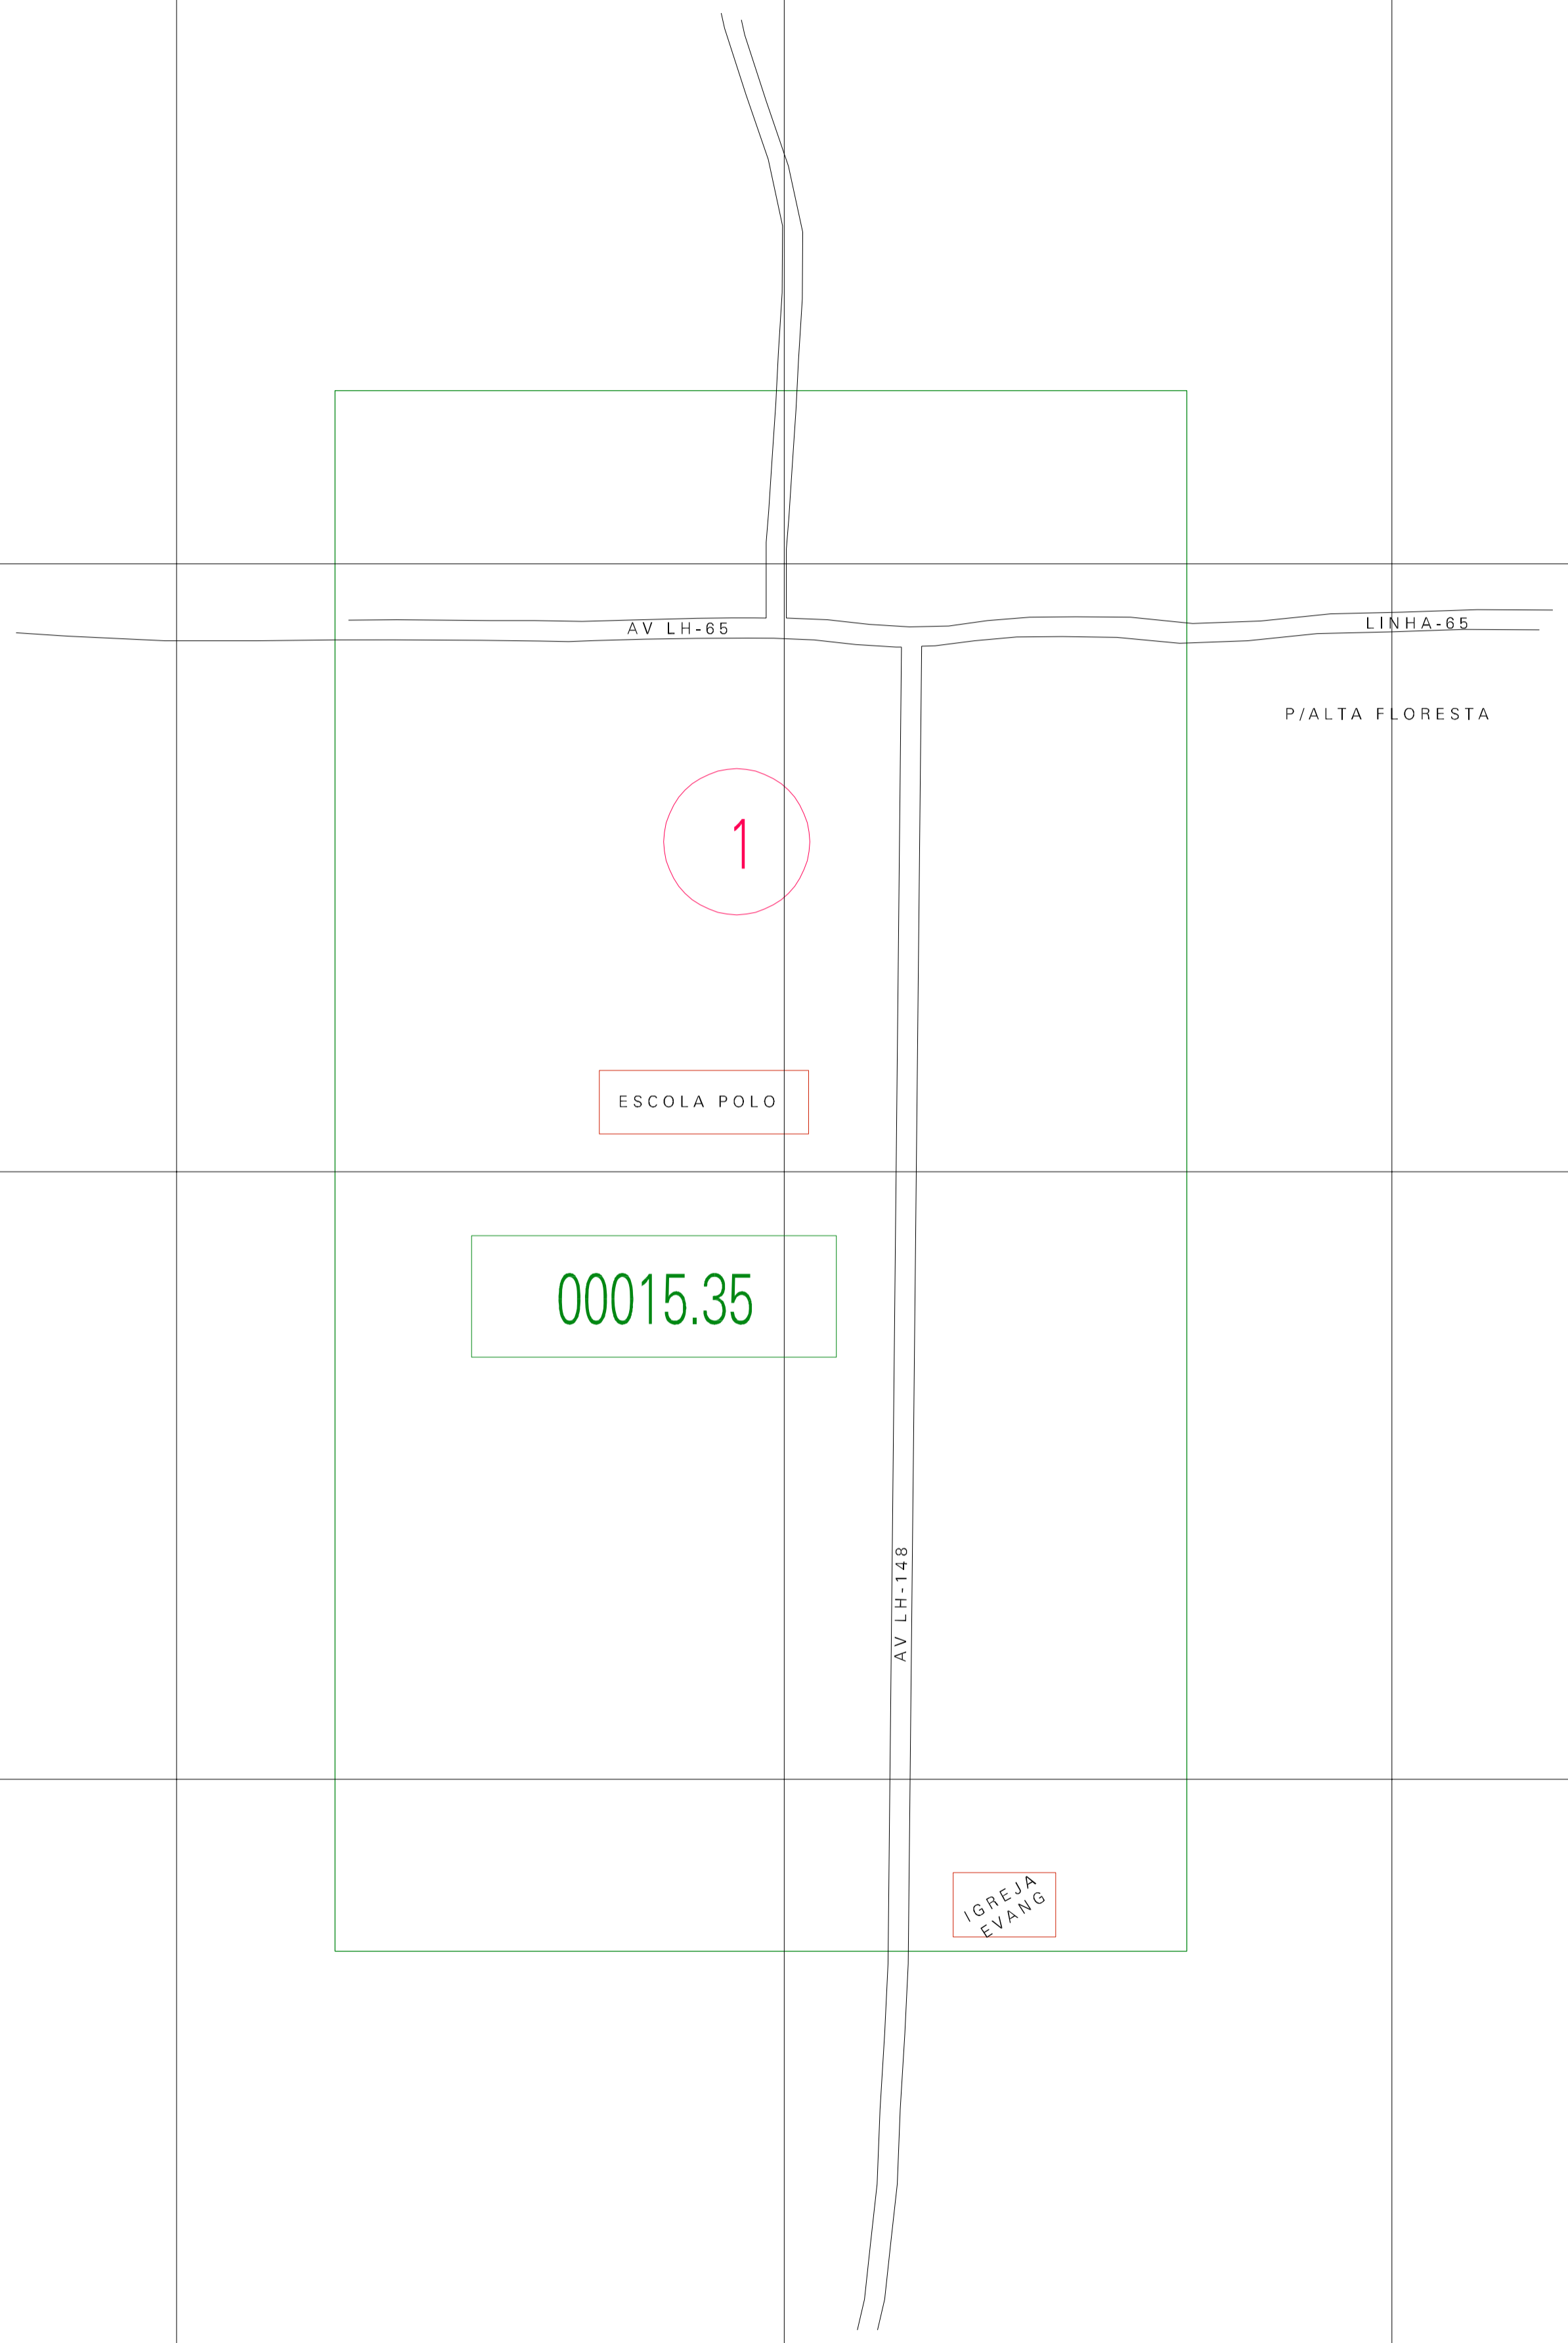 AV LH-65
LINHA-65
P/ALTA FLORESTA
1
ESCOLA POLO
00015.35
AV LH-148
IGREJA
EVANG